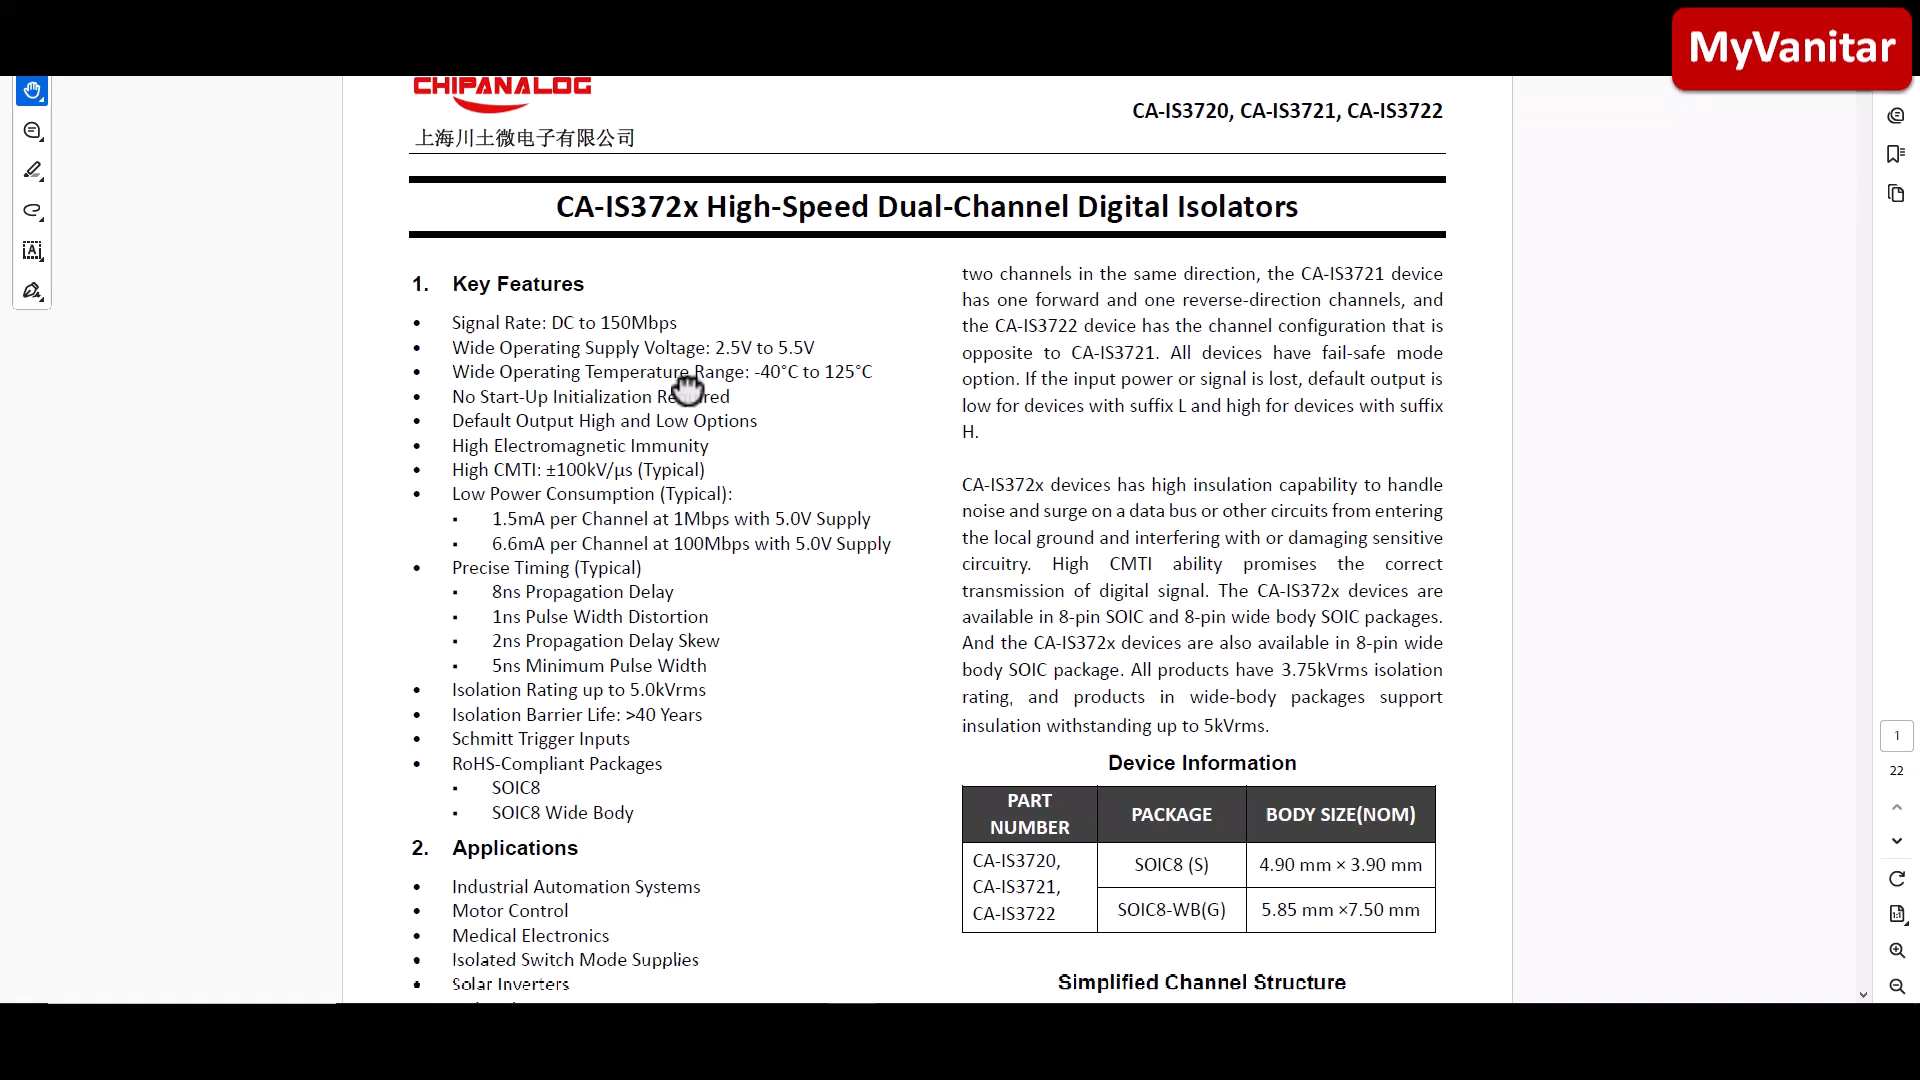 MyVanitar
CHIPANALOG
上海川土微电子有限公司
CA-IS3720, CA-IS3721, CA-IS3722
CA-IS372x High-Speed Dual-Channel Digital Isolators
1. Key Features
• Signal Rate: DC to 150Mbps
• Wide Operating Supply Voltage: 2.5V to 5.5V
• Wide Operating Temperature Range: -40°C to 125°C
• No Start-Up Initialization
• Default Output High and Low Options
• High Electromagnetic Immunity
• High CMTI: ±100kV/μs (Typical)
• Low Power Consumption (Typical):
▪ 1.5mA per Channel at 1Mbps with 5.0V Supply
▪ 6.6mA per Channel at 100Mbps with 5.0V Supply
• Precise Timing (Typical)
▪ 8ns Propagation Delay
▪ 1ns Pulse Width Distortion
▪ 2ns Propagation Delay Skew
▪ 5ns Minimum Pulse Width
• Isolation Rating up to 5.0kVrms
• Isolation Barrier Life: >40 Years
• Schmitt Trigger Inputs
• RoHS-Compliant Packages
▪ SOIC8
▪ SOIC8 Wide Body
2. Applications
• Industrial Automation Systems
• Motor Control
• Medical Electronics
• Isolated Switch Mode Supplies
• Solar Inverters
two channels in the same direction, the CA-IS3721 device
has one forward and one reverse-direction channels, and
the CA-IS3722 device has the channel configuration that is
opposite to CA-IS3721. All devices have fail-safe mode
option. If the input power or signal is lost, default output is
low for devices with suffix L and high for devices with suffix
H.
CA-IS372x devices has high insulation capability to handle
noise and surge on a data bus or other circuits from entering
the local ground and interfering with or damaging sensitive
circuitry. High CMTI ability promises the correct
transmission of digital signal. The CA-IS372x devices are
available in 8-pin SOIC and 8-pin wide body SOIC packages.
And the CA-IS372x devices are also available in 8-pin wide
body SOIC package. All products have 3.75kVrms isolation
rating, and products in wide-body packages support
insulation withstanding up to 5kVrms.
Device Information
PART NUMBER PACKAGE BODY SIZE(NOM)
CA-IS3720,
CA-IS3721,
CA-IS3722
SOIC8 (S) 4.90 mm × 3.90 mm
SOIC8-WB(G) 5.85 mm ×7.50 mm
Simplified Channel Structure
1
22